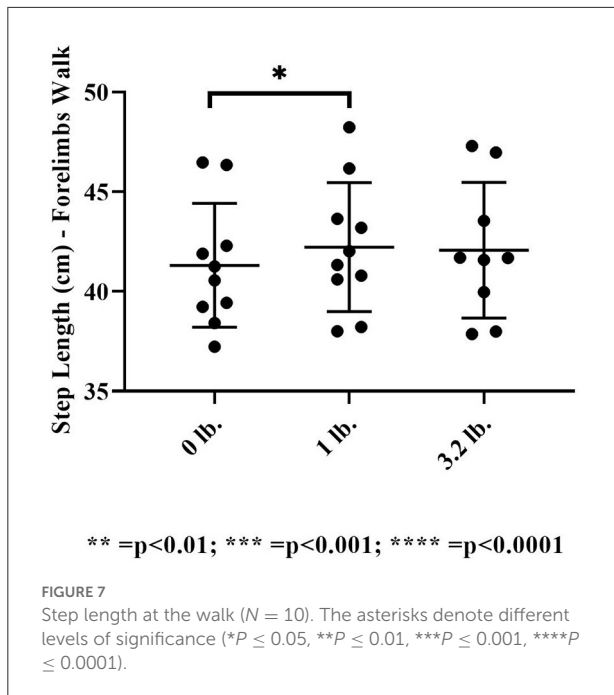 *
Step Length (cm) - Forelimbs Walk
50
45
40
35
0 lb.
1 lb.
3.2 lb.
** =p<0.01; *** =p<0.001; **** =p<0.0001
FIGURE 7
Step length at the walk (N = 10). The asterisks denote different
levels of significance (*P ≤ 0.05, **P ≤ 0.01, ***P ≤ 0.001, ****P
≤ 0.0001).